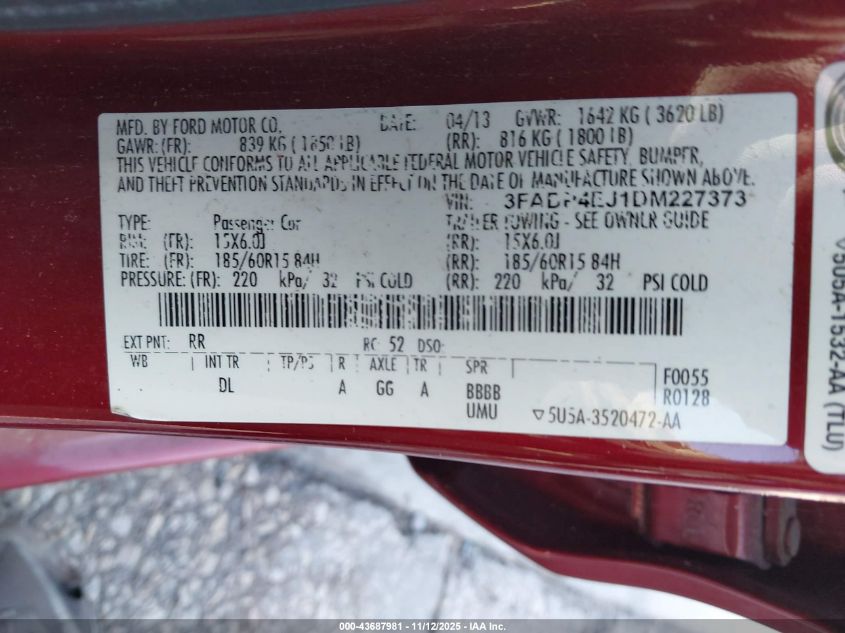 MFD. BY FORD MOTOR CO. DATE: 04/13 GVWR: 1642 KG ( 3620 LB)
GAWR: (FR): 839 KG ( 1850 LB) (RR): 816 KG ( 1800 LB)
THIS VEHICLE CONFORMS TO ALL APPLICABLE FEDERAL MOTOR VEHICLE SAFETY, BUMPER,
AND THEFT PREVENTION STANDARDS IN EFFECT ON THE DATE OF MANUFACTURE SHOWN ABOVE.
VIN: 3FADP4EJ1DM227373
TYPE: Passenger Car TRAILER TOWING - SEE OWNER GUIDE
RIM: (FR): 15X6.0J (RR): 15X6.0J
TIRE: (FR): 185/60R15 84H (RR): 185/60R15 84H
PRESSURE: (FR): 220 kPa/ 32 PSI COLD (RR): 220 kPa/ 32 PSI COLD
EXT PNT: RR RC: 52 DSO:
WB INT TR TP/PS R AXLE TR SPR
DL A GG A BBBB
UMU
F0055
R0128
▽5U5A-3520472-AA
5U5A-1532-AA (TLU)
000-43687981 - 11/12/2025 - IAA Inc.